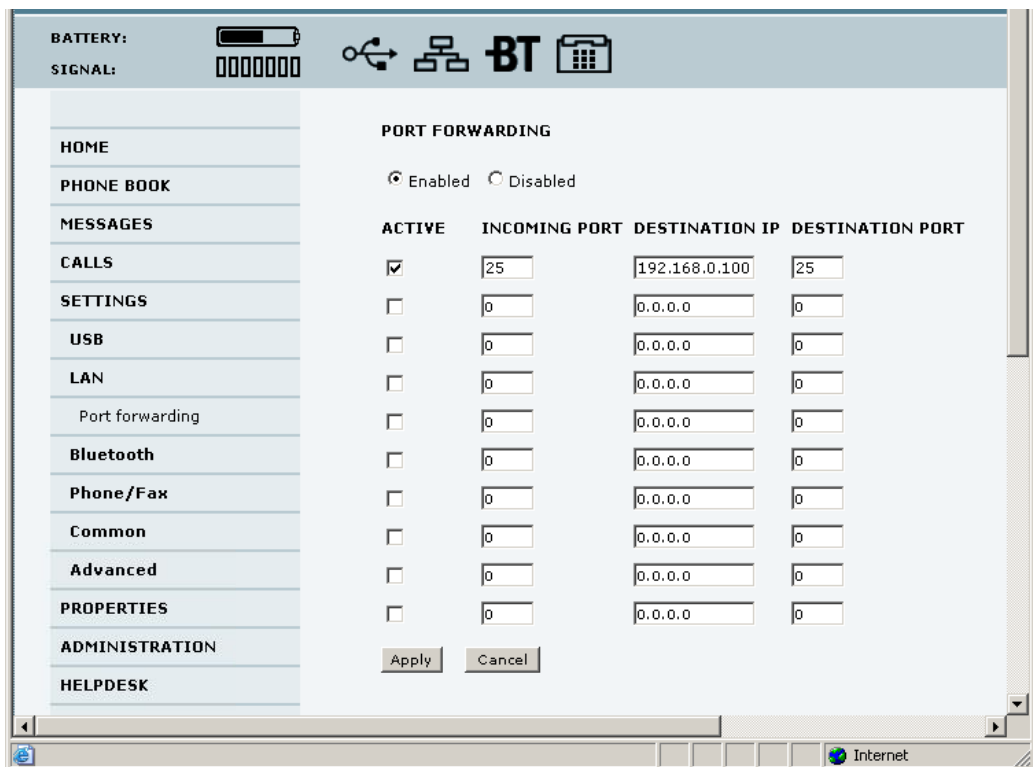 BATTERY:
SIGNAL:
BT
HOME
PHONE BOOK
MESSAGES
CALLS
SETTINGS
USB
LAN
Port forwarding
Bluetooth
Phone/Fax
Common
Advanced
PROPERTIES
ADMINISTRATION
HELPDESK
PORT FORWARDING
Enabled Disabled
ACTIVE INCOMING PORT DESTINATION IP DESTINATION PORT
25 192.168.0.100 25
0 0.0.0.0 0
0 0.0.0.0 0
0 0.0.0.0 0
0 0.0.0.0 0
0 0.0.0.0 0
0 0.0.0.0 0
0 0.0.0.0 0
0 0.0.0.0 0
0 0.0.0.0 0
Apply Cancel
Internet